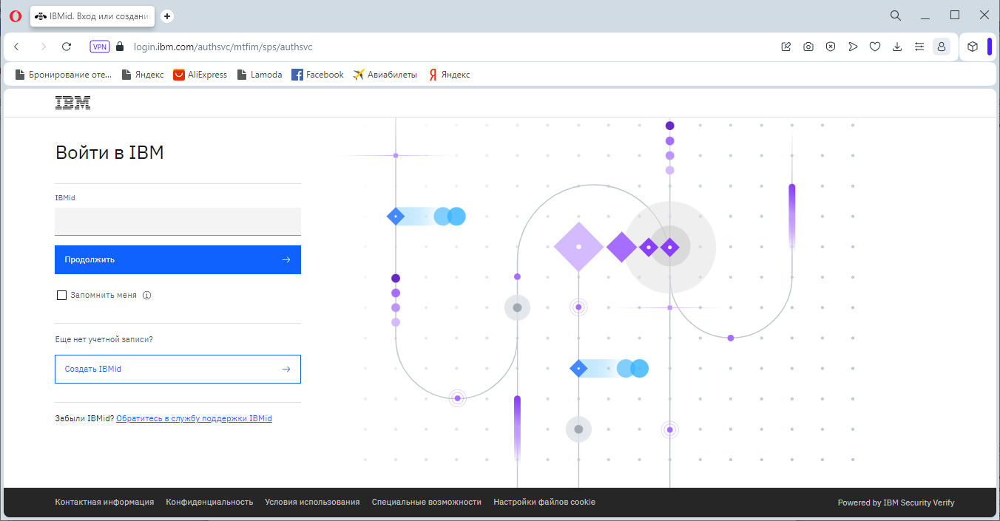 IBMid. Вход или создани
VPN
login.ibm.com/authsvc/mtfim/sps/authsvc
Бронирование оте...
Яндекс
AliExpress
Lamoda
Facebook
Авиабилеты
Я Яндекс
IBM
Войти в IBM
IBMid
Продолжить
Запомнить меня
Еще нет учетной записи?
Создать IBMid
Забыли IBMid? Обратитесь в службу поддержки IBMid
Контактная информация
Конфиденциальность
Условия использования
Специальные возможности
Настройки файлов cookie
Powered by IBM Security Verify